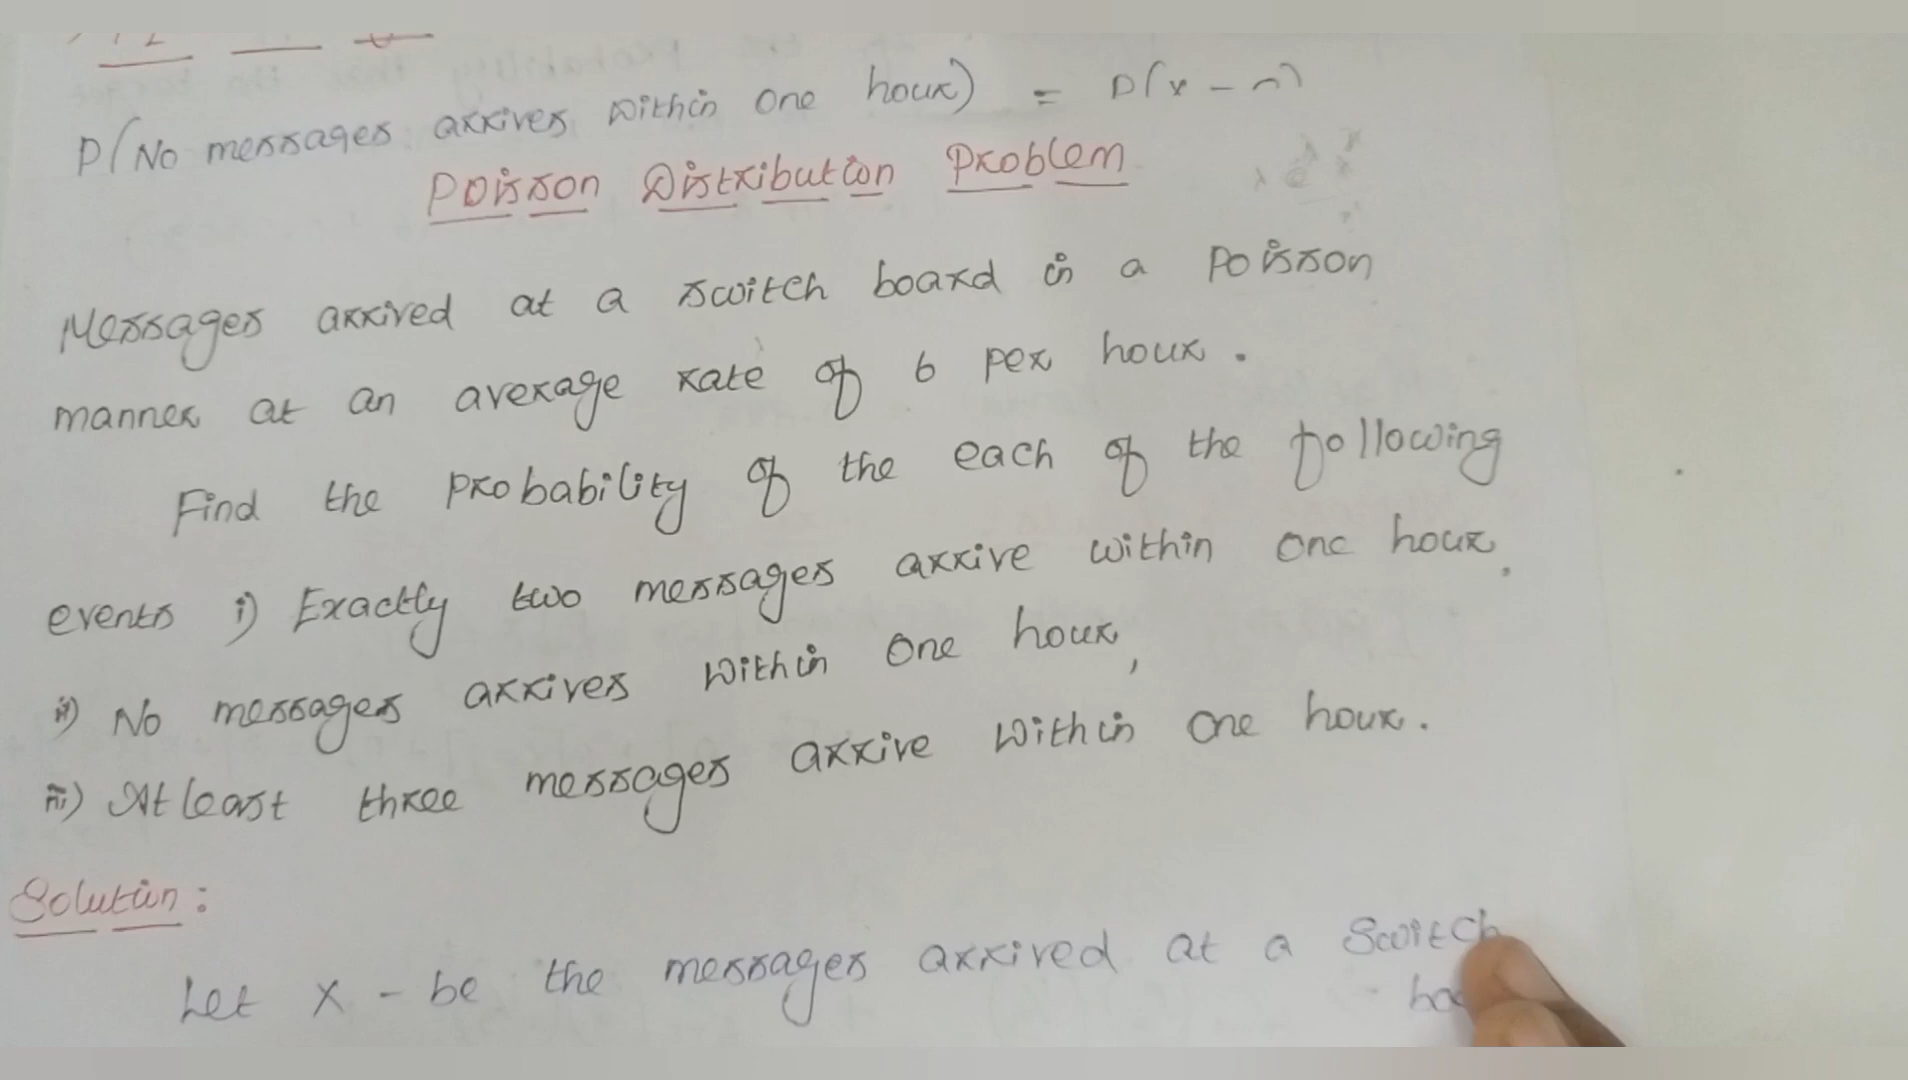 P(No messages arrives within one hour) =
Poisson Distribution Problem
Messages arrived at a switch board in a Poisson
manner at an average rate of 6 per hour.
Find the probability of the each of the following
events i) Exactly two messages arrive within one hour,
ii) No messages arrives within one hour,
iii) At least three messages arrive within one hour.
Solution:
Let X - be the messages arrived at a Switch